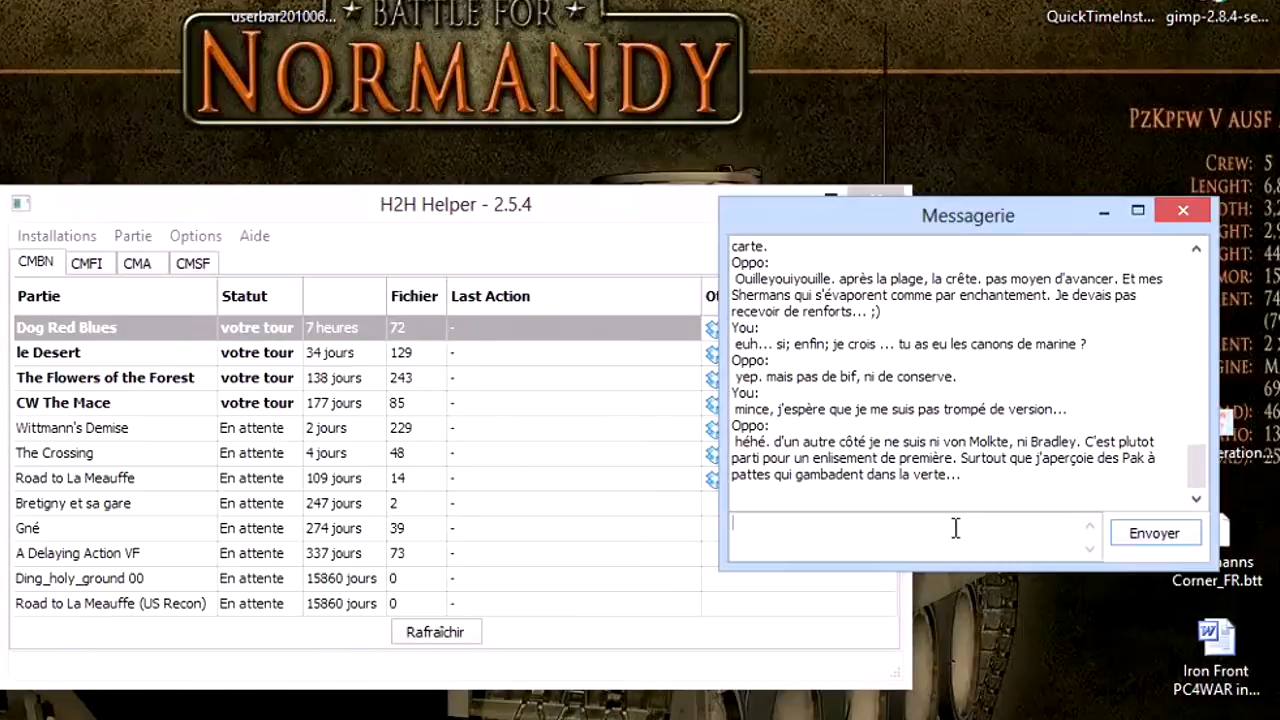 userbar201006...
QuickTimeInst...
gimp-2.8.4-se...
BATTLE FOR
NORMANDY
PZKPFW V AUSF
CREW: 5
LENGHT: 6,8
H2H Helper - 2.5.4
Installations Partie Options Aide
CMBN CMFI CMA CMSF
Partie Statut Fichier Last Action
Dog Red Blues votre tour 7 heures 72 -
le Desert votre tour 34 jours 129 -
The Flowers of the Forest votre tour 138 jours 243 -
CW The Mace votre tour 177 jours 85 -
Wittmann's Demise En attente 2 jours 229 -
The Crossing En attente 4 jours 48 -
Road to La Meauffe En attente 109 jours 14 -
Bretigny et sa gare En attente 247 jours 2 -
Gné En attente 274 jours 39 -
A Delaying Action VF En attente 337 jours 73 -
Ding_holy_ground 00 En attente 15860 jours 0 -
Road to La Meauffe (US Recon) En attente 15860 jours 0 -
Rafraîchir
Messagerie
carte.
Oppo:
Ouilleyouiyouille. après la plage, la crête. pas moyen d'avancer. Et mes
Shermans qui s'évaporent comme par enchantement. Je devais pas
recevoir de renforts... ;)
You:
euh... si; enfin; je crois ... tu as eu les canons de marine ?
Oppo:
yep. mais pas de bif, ni de conserve.
You:
mince, j'espère que je me suis pas trompé de version...
Oppo:
héhé. d'un autre côté je ne suis ni von Molkte, ni Bradley. C'est plutot
parti pour un enlisement de première. Surtout que j'aperçoie des Pak à
pattes qui gambadent dans la verte...
Envoyer
Corner_FR.btt
Iron Front
PC4WAR in...